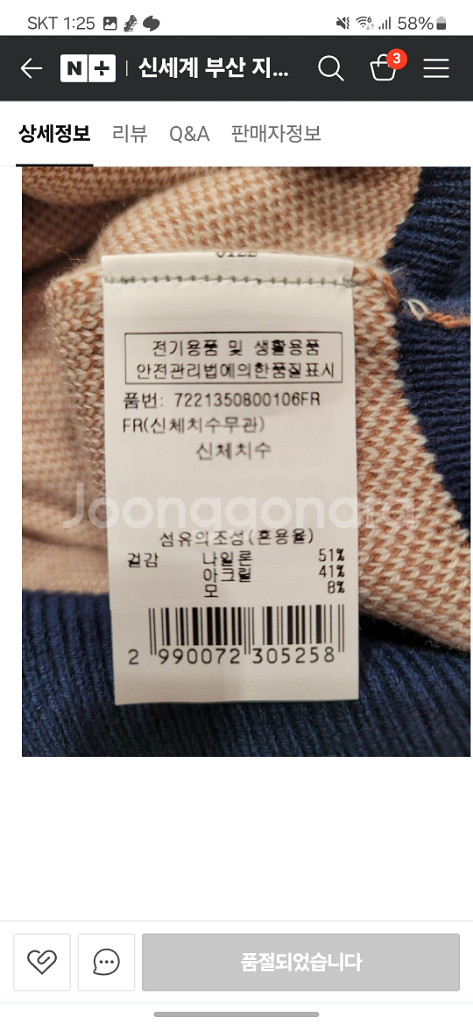 SKT 1:25
58%
N+ | 신세계 부산 지...
3
상세정보 리뷰 Q&A 판매자정보
전기용품 및 생활용품
안전관리법에의한품질표시
품번: 7221350800106FR
FR(신체치수무관)
신체치수
Joonggonara
섬유의조성(혼용율)
겉감 나일론 51%
아크릴 41%
모 8%
2 990072 305258
품절되었습니다